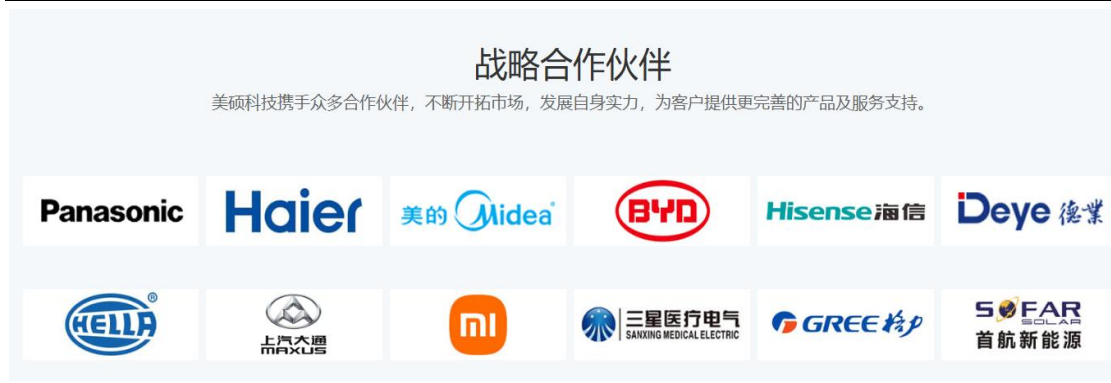 战略合作伙伴
美硕科技携手众多合作伙伴，不断开拓市场，发展自身实力，为客户提供更完善的产品及服务支持。
Panasonic
Haier
美的 Midea
BYD
Hisense海信
Deye 德業
HELLA ®
上汽大通
MAXUS
mi
三星医疗电气
SANXING MEDICAL ELECTRIC
GREE格力
SOFAR
SOLAR
首航新能源